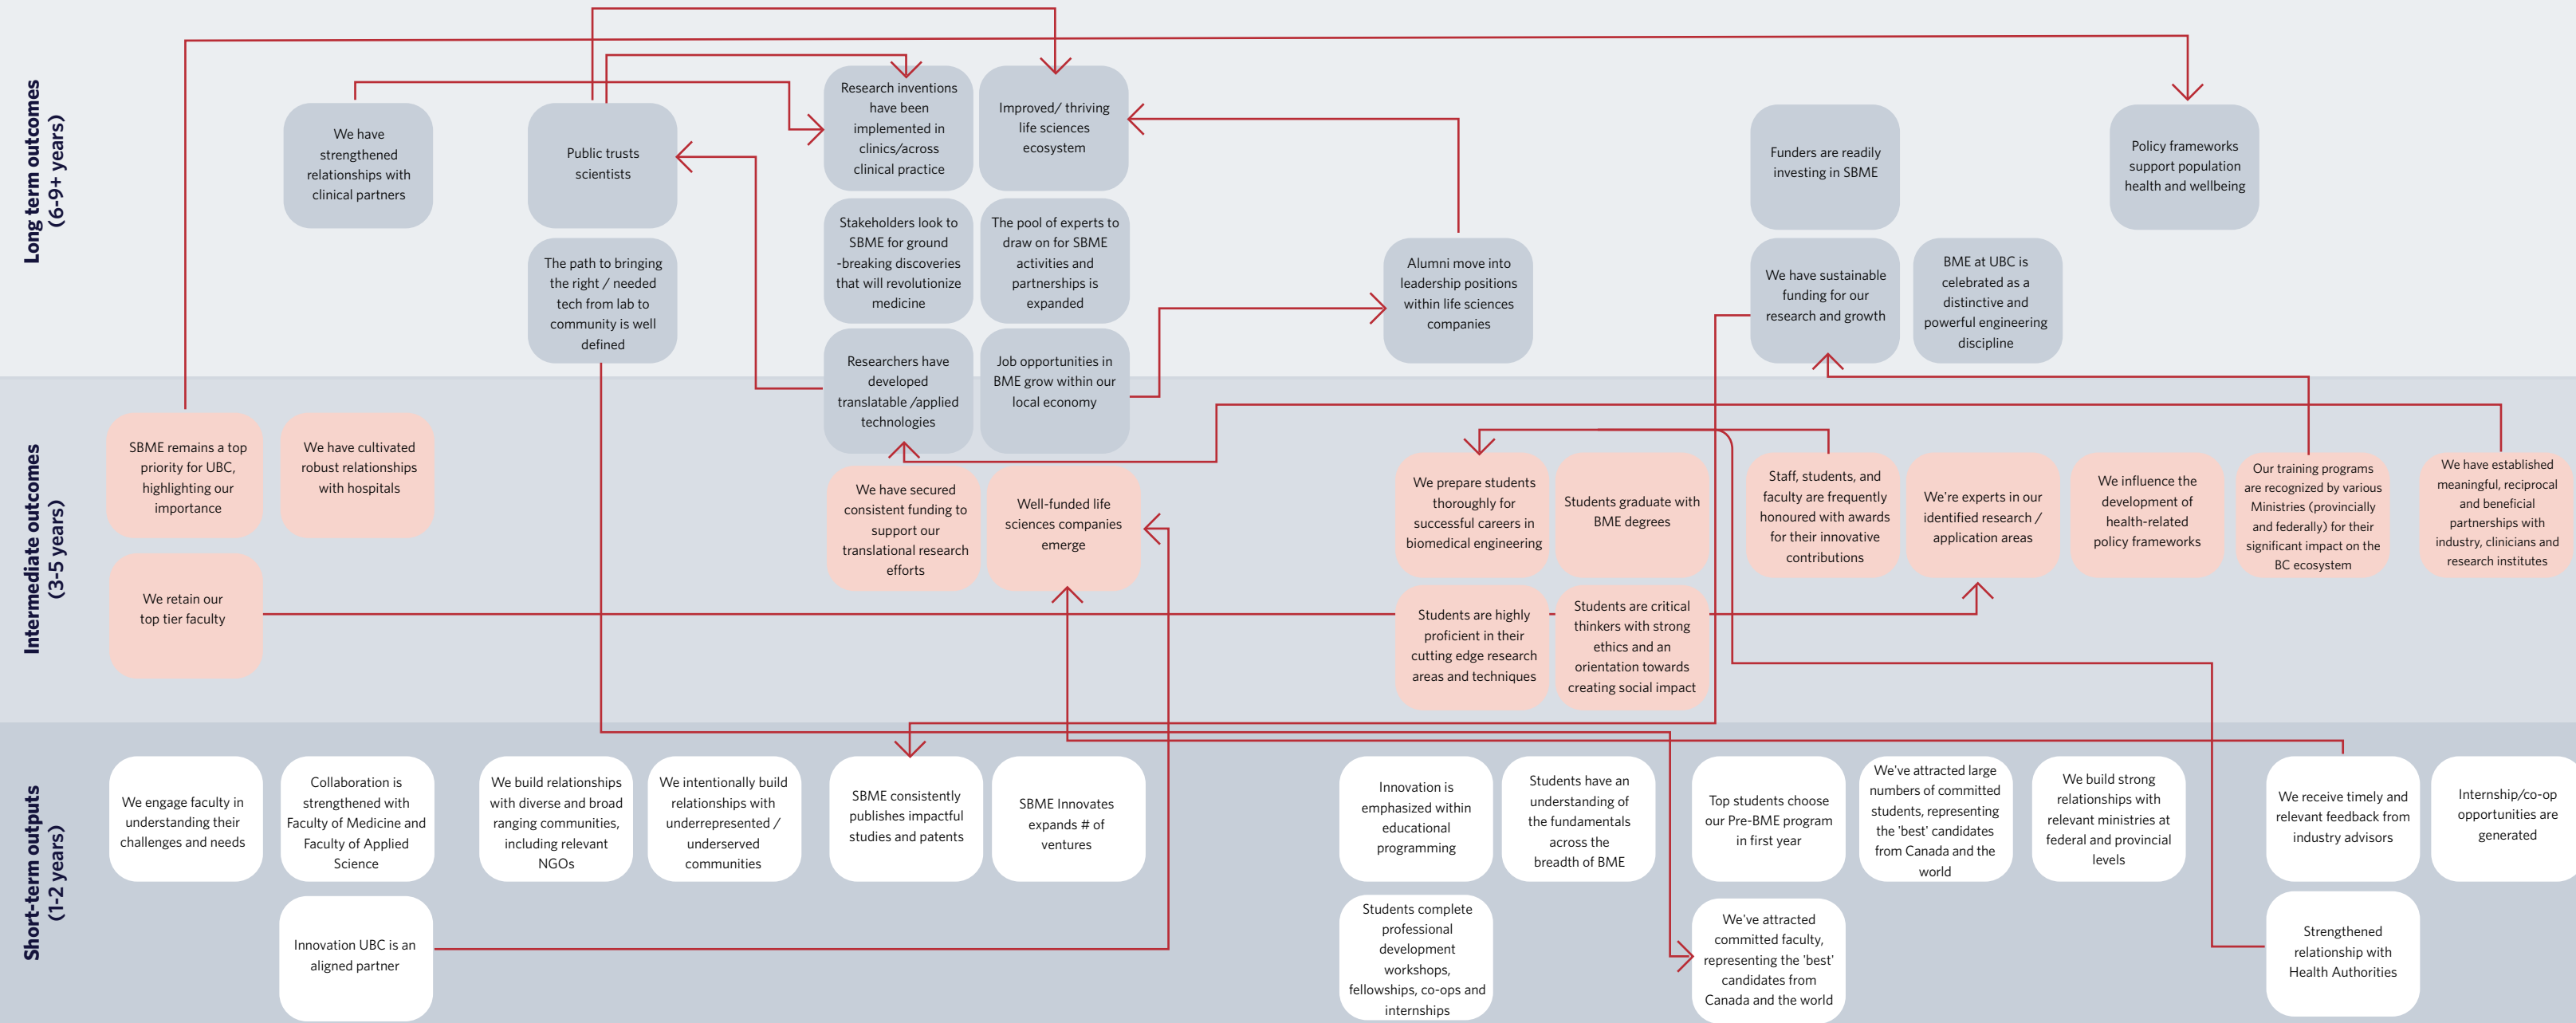 Long term outcomes
(6-9+ years)
We have
strengthened
relationships with
clinical partners
Public trusts
scientists
Research inventions
have been
implemented in
clinics/across
clinical practice
Improved/ thriving
life sciences
ecosystem
Funders are readily
investing in SBME
Policy frameworks
support population
health and wellbeing
The path to bringing
the right / needed
tech from lab to
community is well
defined
Stakeholders look to
SBME for ground
-breaking discoveries
that will revolutionize
medicine
The pool of experts to
draw on for SBME
activities and
partnerships is
expanded
Alumni move into
leadership positions
within life sciences
companies
We have sustainable
funding for our
research and growth
BME at UBC is
celebrated as a
distinctive and
powerful engineering
discipline
Researchers have
developed
translatable /applied
technologies
Job opportunities in
BME grow within our
local economy
Intermediate outcomes
(3-5 years)
SBME remains a top
priority for UBC,
highlighting our
importance
We have cultivated
robust relationships
with hospitals
We have secured
consistent funding to
support our
translational research
efforts
Well-funded life
sciences companies
emerge
We prepare students
thoroughly for
successful careers in
biomedical engineering
Students graduate with
BME degrees
Staff, students, and
faculty are frequently
honoured with awards
for their innovative
contributions
We're experts in our
identified research /
application areas
We influence the
development of
health-related
policy frameworks
Our training programs
are recognized by various
Ministries (provincially
and federally) for their
significant impact on the
BC ecosystem
We have established
meaningful, reciprocal
and beneficial
partnerships with
industry, clinicians and
research institutes
We retain our
top tier faculty
Students are highly
proficient in their
cutting edge research
areas and techniques
Students are critical
thinkers with strong
ethics and an
orientation towards
creating social impact
Short-term outputs
(1-2 years)
We engage faculty in
understanding their
challenges and needs
Collaboration is
strengthened with
Faculty of Medicine and
Faculty of Applied
Science
We build relationships
with diverse and broad
ranging communities,
including relevant
NGOs
We intentionally build
relationships with
underrepresented /
underserved
communities
SBME consistently
publishes impactful
studies and patents
SBME Innovates
expands # of
ventures
Innovation is
emphasized within
educational
programming
Students have an
understanding of
the fundamentals
across the
breadth of BME
Top students choose
our Pre-BME program
in first year
We've attracted large
numbers of committed
students, representing
the 'best' candidates
from Canada and the
world
We build strong
relationships with
relevant ministries at
federal and provincial
levels
We receive timely and
relevant feedback from
industry advisors
Internship/co-op
opportunities are
generated
Innovation UBC is an
aligned partner
Students complete
professional
development
workshops,
fellowships, co-ops and
internships
We've attracted
committed faculty,
representing the 'best'
candidates from
Canada and the world
Strengthened
relationship with
Health Authorities